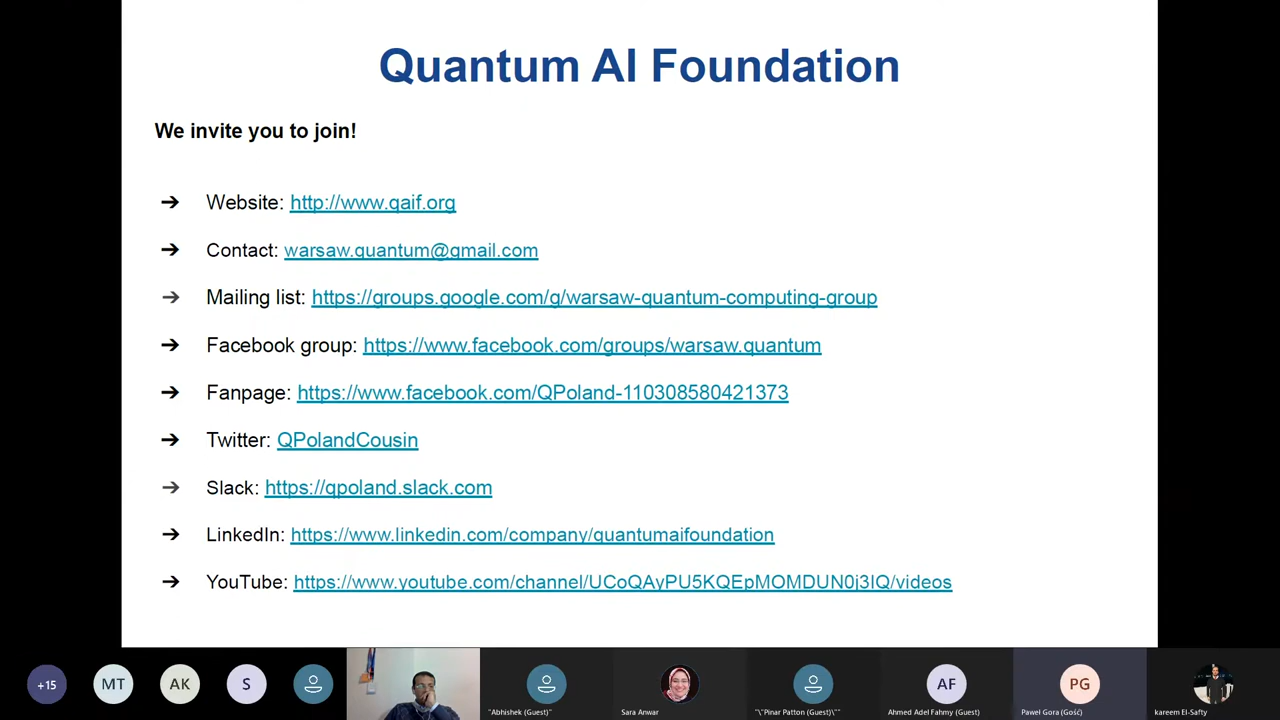 Quantum AI Foundation
We invite you to join!
➔ Website: http://www.qaif.org
➔ Contact: warsaw.quantum@gmail.com
➔ Mailing list: https://groups.google.com/g/warsaw-quantum-computing-group
➔ Facebook group: https://www.facebook.com/groups/warsaw.quantum
➔ Fanpage: https://www.facebook.com/QPoland-110308580421373
➔ Twitter: QPolandCousin
➔ Slack: https://qpoland.slack.com
➔ LinkedIn: https://www.linkedin.com/company/quantumaifoundation
➔ YouTube: https://www.youtube.com/channel/UCoQAyPU5KQEpMOMDUN0j3IQ/videos
+15 MT AK S AF PG
"Abhishek (Guest)" Sara Anwar "\"Pinar Patton (Guest)\"" Ahmed Adel Fahmy (Guest) Paweł Gora (Gość) kareem El-Safty